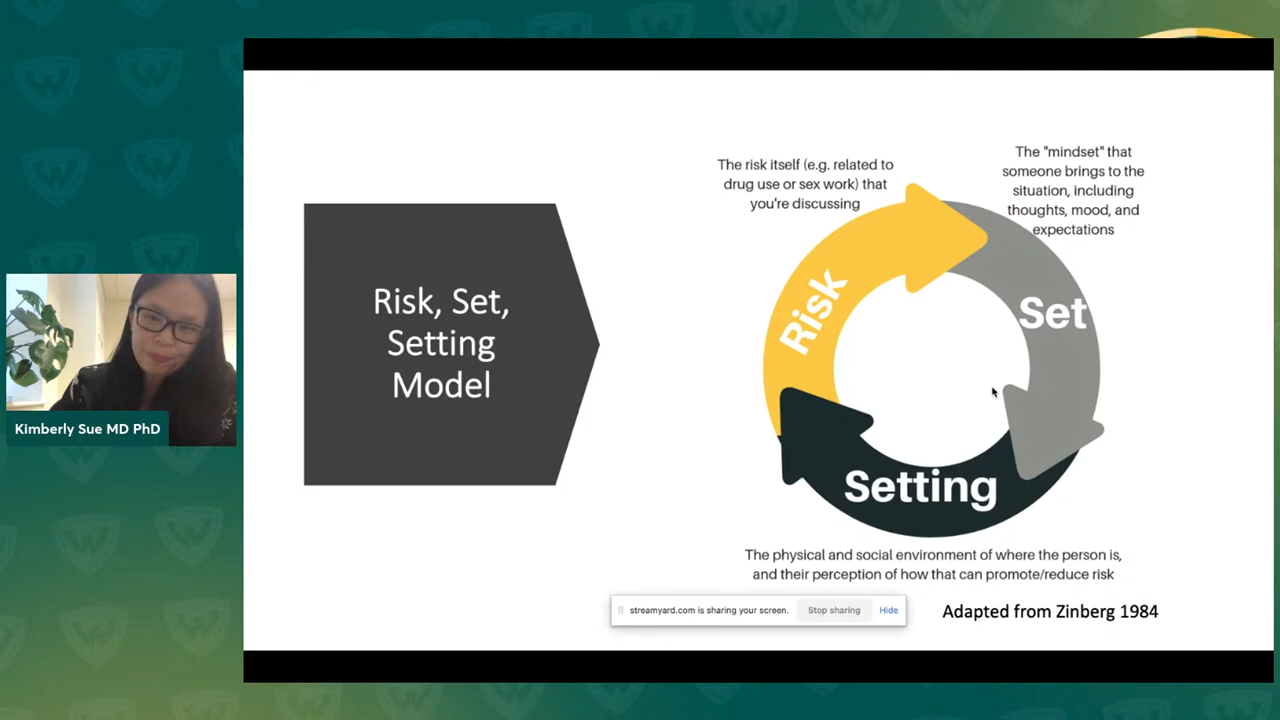 Risk, Set,
Setting
Model
The risk itself (e.g. related to
drug use or sex work) that
you're discussing
The "mindset" that
someone brings to the
situation, including
thoughts, mood, and
expectations
Risk
Set
Setting
The physical and social environment of where the person is,
and their perception of how that can promote/reduce risk
Adapted from Zinberg 1984
streamyard.com is sharing your screen.
Stop sharing
Hide
Kimberly Sue MD PhD